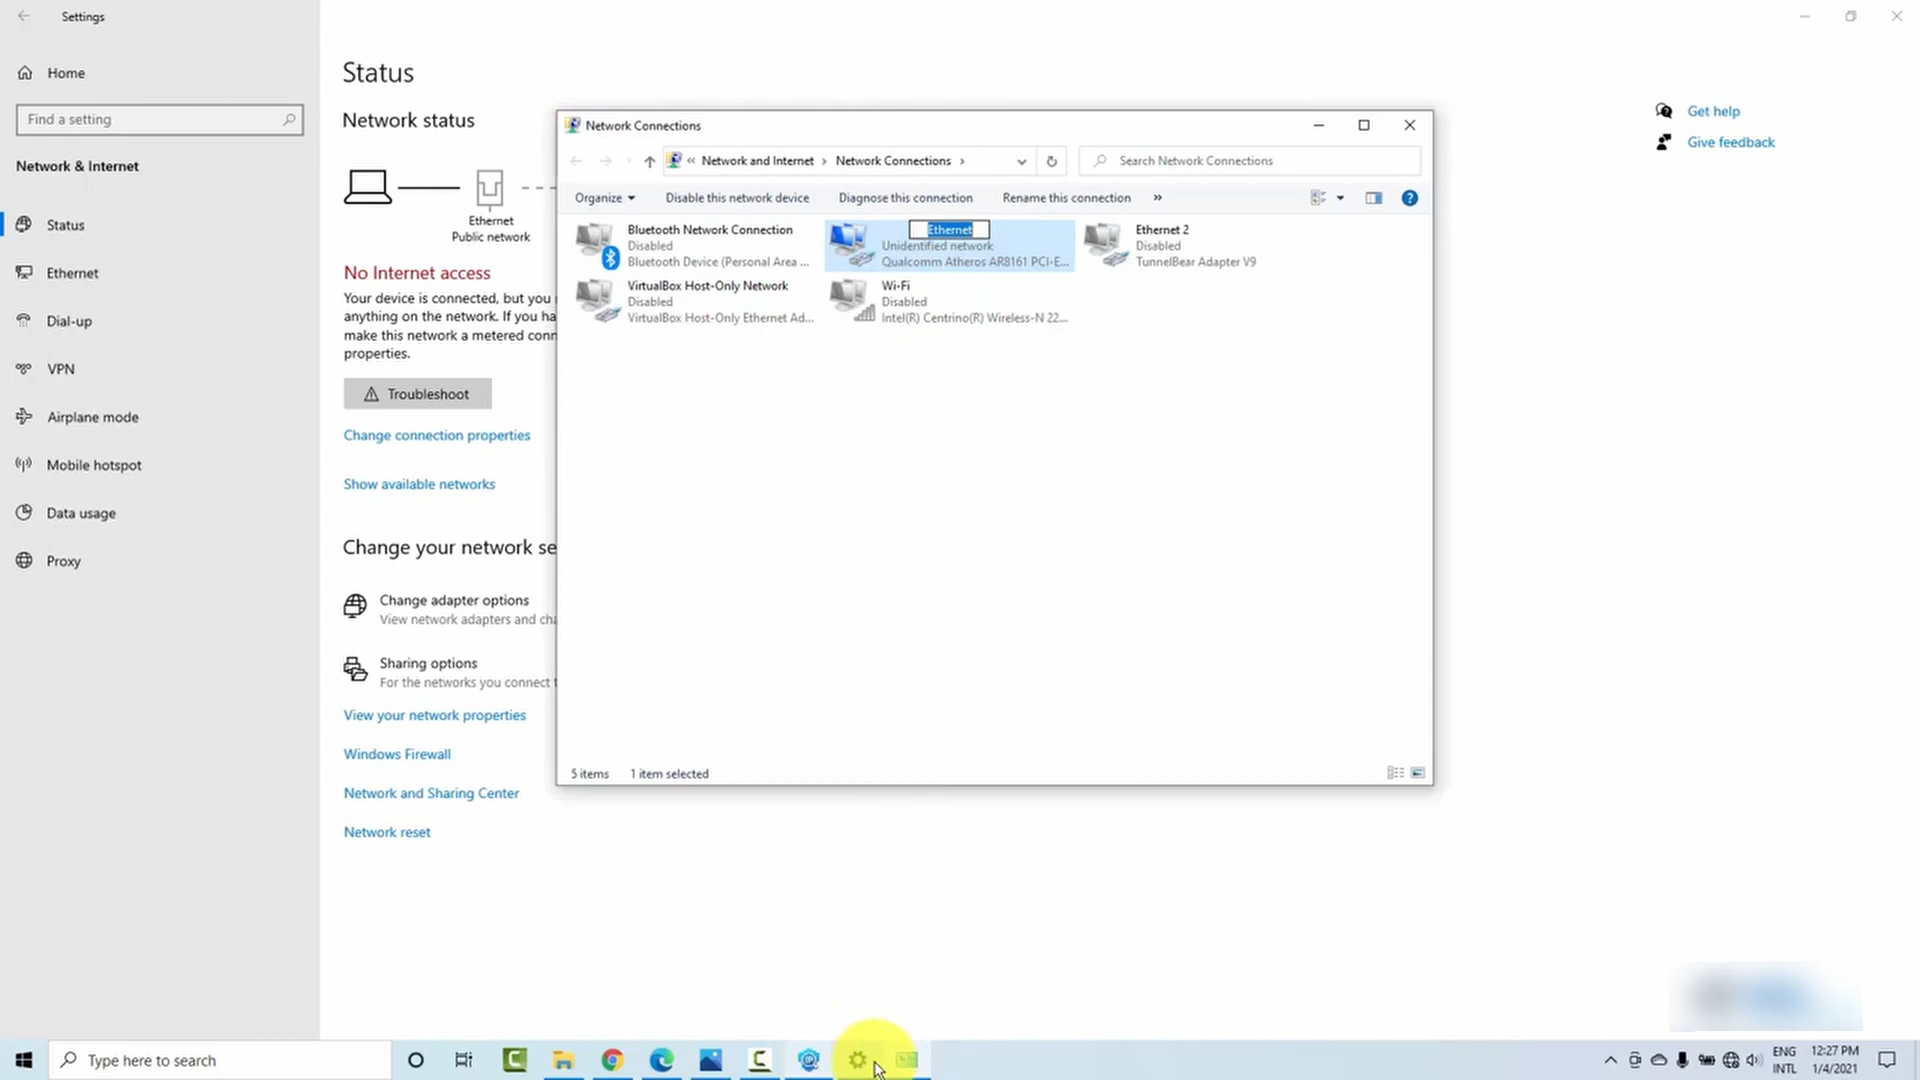 Settings
Home
Find a setting
Network & Internet
Status
Ethernet
Dial-up
VPN
Airplane mode
Mobile hotspot
Data usage
Proxy
Status
Network status
Ethernet
Public network
No Internet access
Your device is connected, but you
anything on the network. If you ha
make this network a metered conn
properties.
Troubleshoot
Change connection properties
Show available networks
Change your network se
Change adapter options
View network adapters and cha
Sharing options
For the networks you connect t
View your network properties
Windows Firewall
Network and Sharing Center
Network reset
Network Connections
« Network and Internet › Network Connections ›
Search Network Connections
Organize
Disable this network device
Diagnose this connection
Rename this connection
»
Bluetooth Network Connection
Disabled
Bluetooth Device (Personal Area ...
Ethernet
Unidentified network
Qualcomm Atheros AR8161 PCI-E...
Ethernet 2
Disabled
TunnelBear Adapter V9
VirtualBox Host-Only Network
Disabled
VirtualBox Host-Only Ethernet Ad...
Wi-Fi
Disabled
Intel(R) Centrino(R) Wireless-N 22...
5 items
1 item selected
Get help
Give feedback
Type here to search
ENG
INTL
12:27 PM
1/4/2021